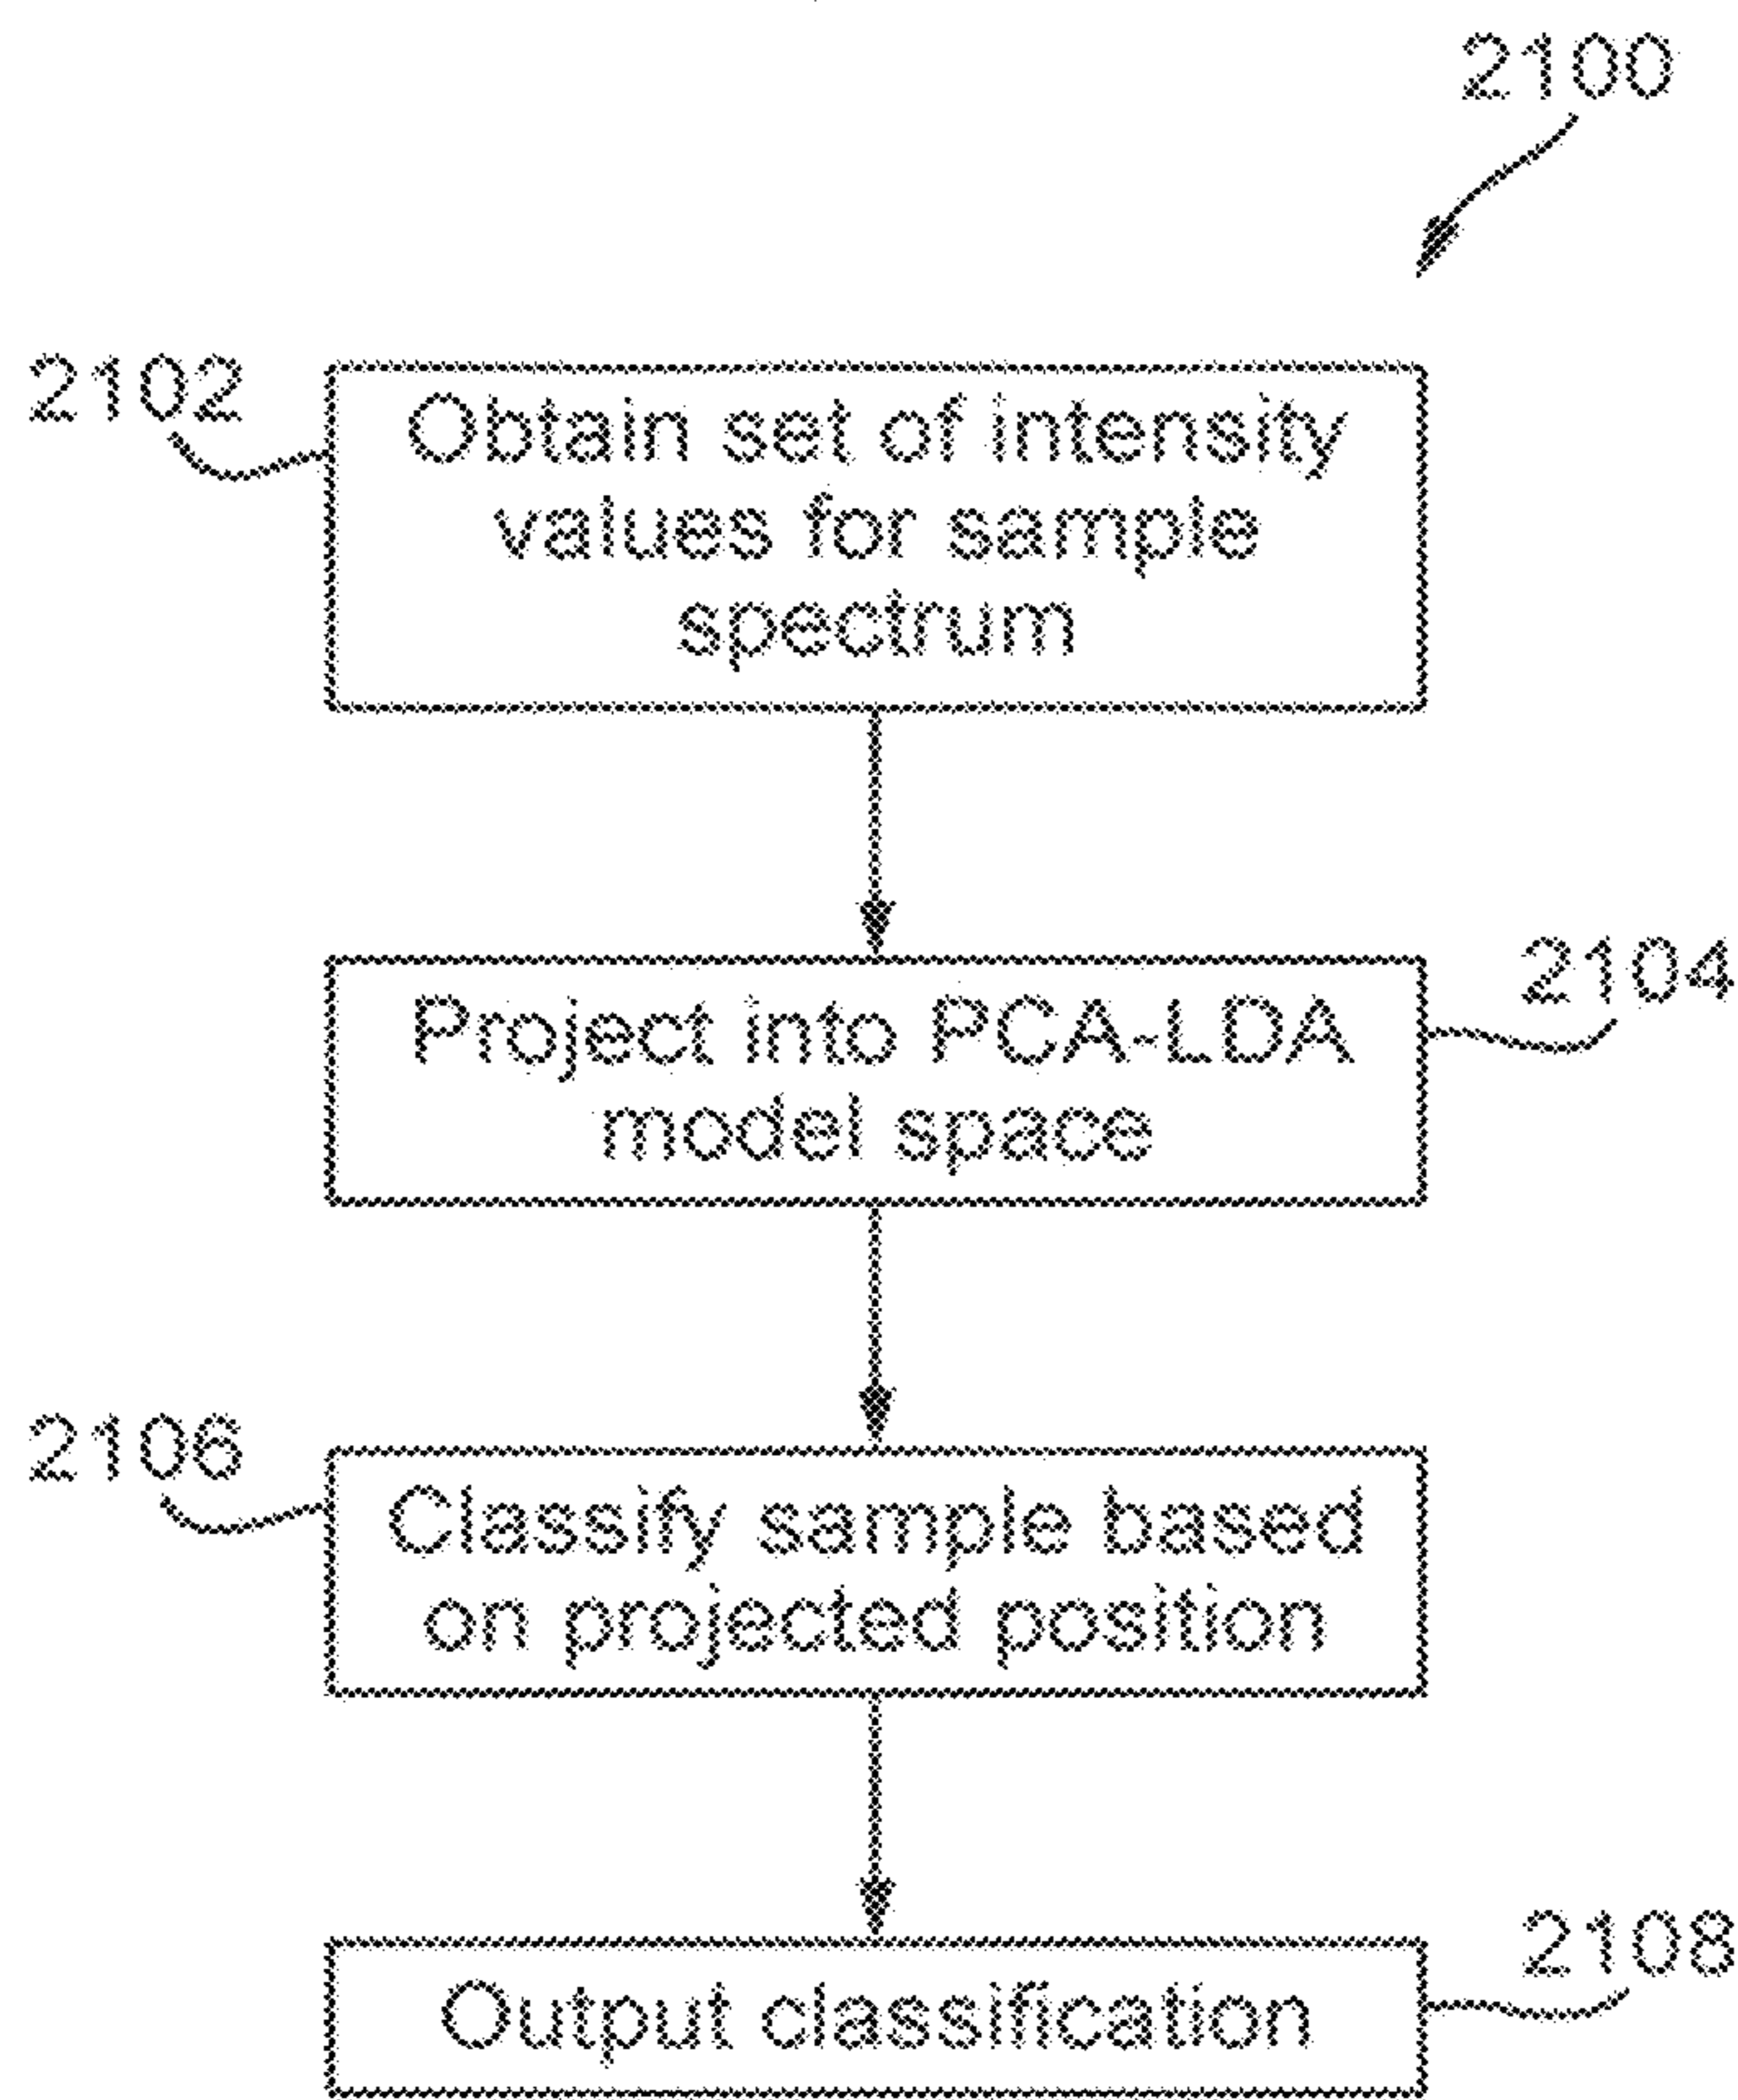 2100
2102
Obtain set of intensity
values for sample
spectrum
2104
Project into PCA-LDA
model space
2106
Classify sample based
on projected position
2108
Output classification